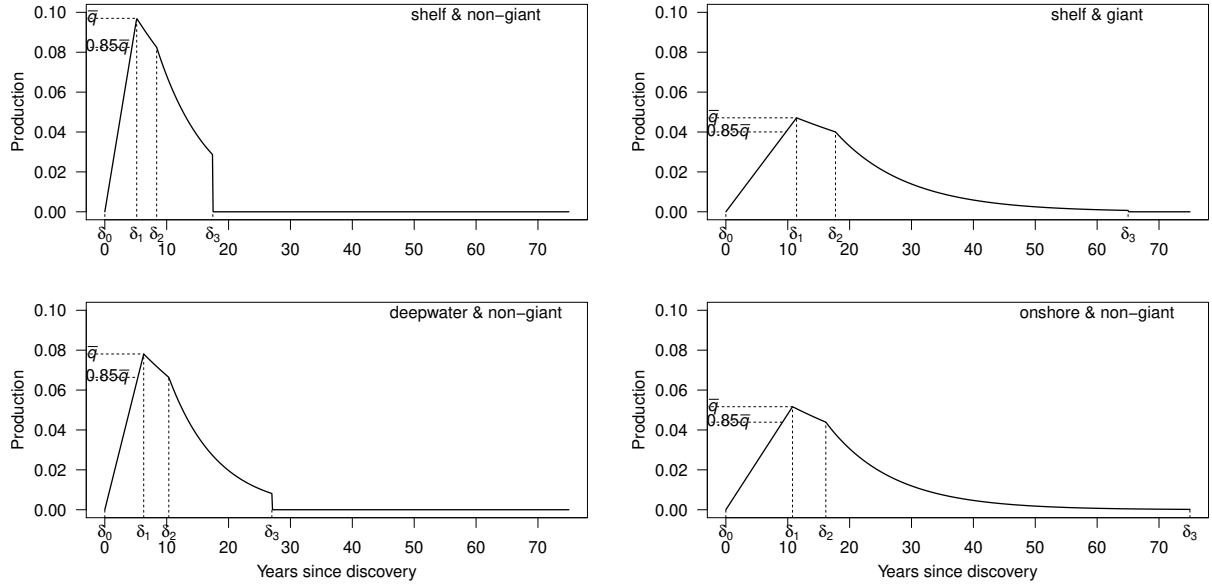 shelf & non-giant
Production
0.10
0.08
0.06
0.04
0.02
0.00
q̅
0.85q̅
δ0 δ1 δ2 δ3
0 10 20 30 40 50 60 70
shelf & giant
Production
0.10
0.08
0.06
0.04
0.02
0.00
q̅
0.85q̅
δ0 δ1 δ2 δ3
0 10 20 30 40 50 60 70
deepwater & non-giant
Production
0.10
0.08
0.06
0.04
0.02
0.00
q̅
0.85q̅
δ0 δ1 δ2 δ3
0 10 20 30 40 50 60 70
Years since discovery
onshore & non-giant
Production
0.10
0.08
0.06
0.04
0.02
0.00
q̅
0.85q̅
δ0 δ1 δ2 δ3
0 10 20 30 40 50 60 70
Years since discovery